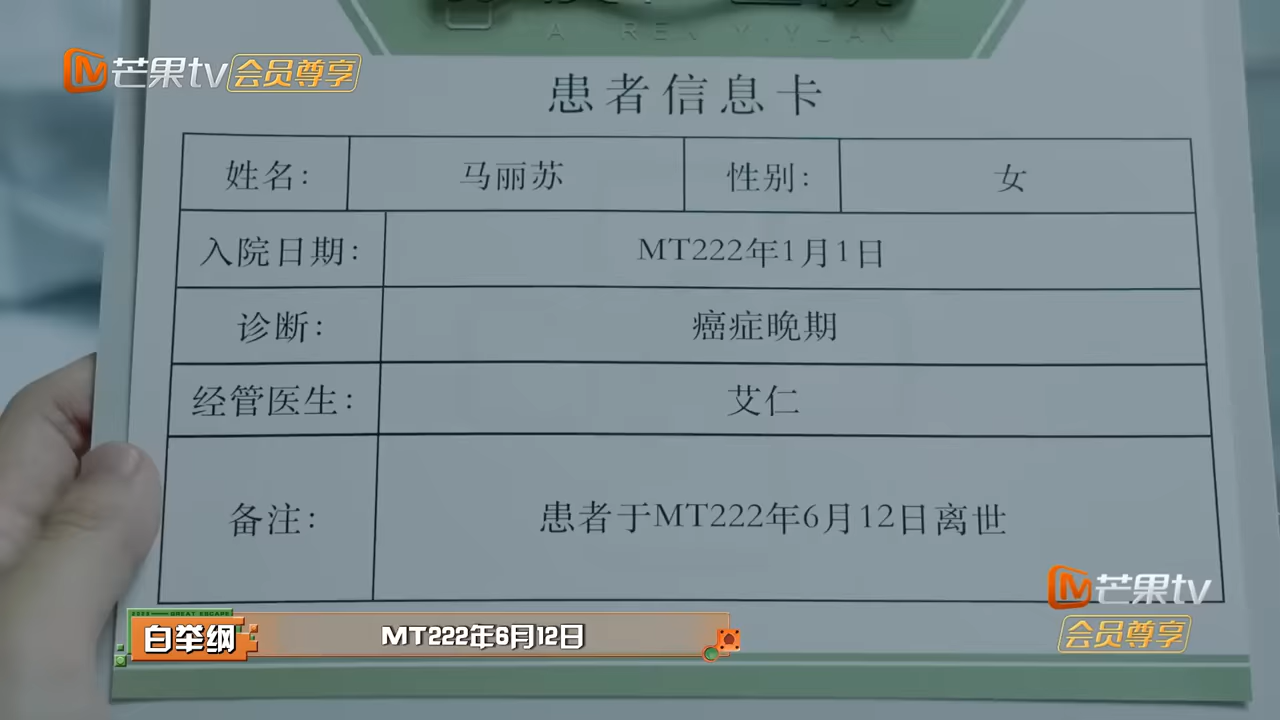 A REN YIYUAN
芒果tv会员尊享
患者信息卡
姓名： 马丽苏 性别： 女
入院日期： MT222年1月1日
诊断： 癌症晚期
经管医生： 艾仁
备注： 患者于MT222年6月12日离世
芒果tv
会员尊享
GREAT ESCAPE
白举纲 MT222年6月12日